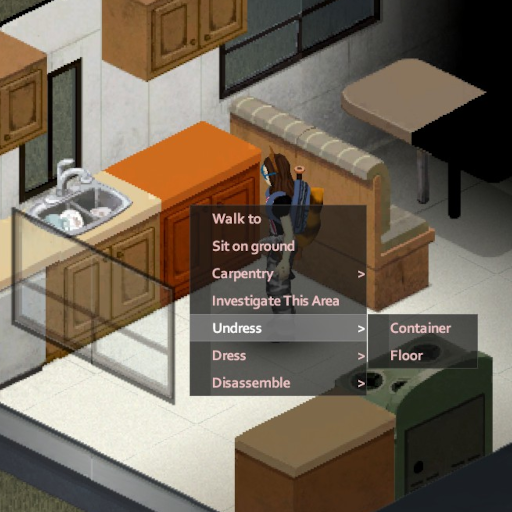 Walk to
Sit on ground
Carpentry >
Investigate This Area
Undress > Container
Dress > Floor
Disassemble >